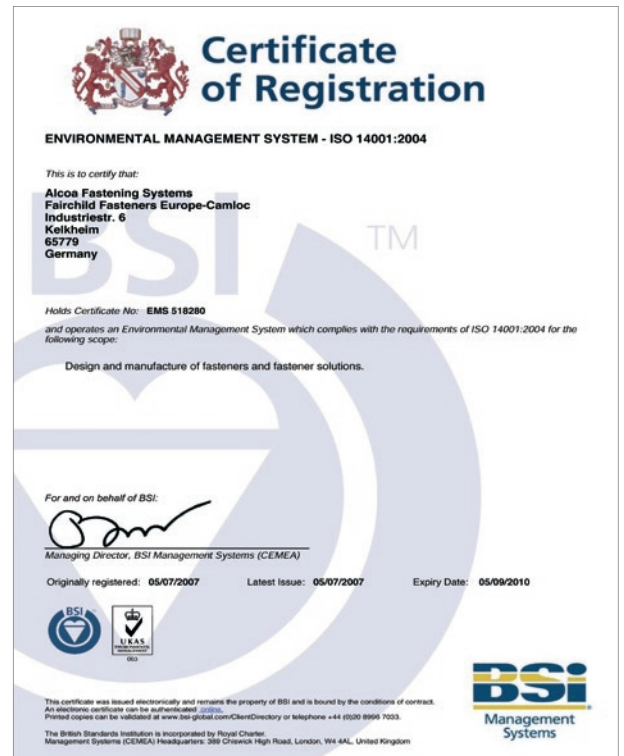 Certificate
of Registration
ENVIRONMENTAL MANAGEMENT SYSTEM - ISO 14001:2004
This is to certify that:
Alcoa Fastening Systems
Fairchild Fasteners Europe-Camloc
Industriestr. 6
Kelkheim
65779
Germany
BSI
TM
Holds Certificate No: EMS 518280
and operates an Environmental Management System which complies with the requirements of ISO 14001:2004 for the
following scope:
Design and manufacture of fasteners and fastener solutions.
For and on behalf of BSI:
Managing Director, BSI Management Systems (CEMEA)
Originally registered: 05/07/2007 Latest Issue: 05/07/2007 Expiry Date: 05/09/2010
BSI
UKAS
003
BSi
Management
Systems
This certificate was issued electronically and remains the property of BSI and is bound by the conditions of contract.
An electronic certificate can be authenticated online.
Printed copies can be validated at www.bsi-global.com/ClientDirectory or telephone +44 (0)20 8996 7033.
The British Standards Institution is incorporated by Royal Charter.
Management Systems (CEMEA) Headquarters: 389 Chiswick High Road, London, W4 4AL, United Kingdom